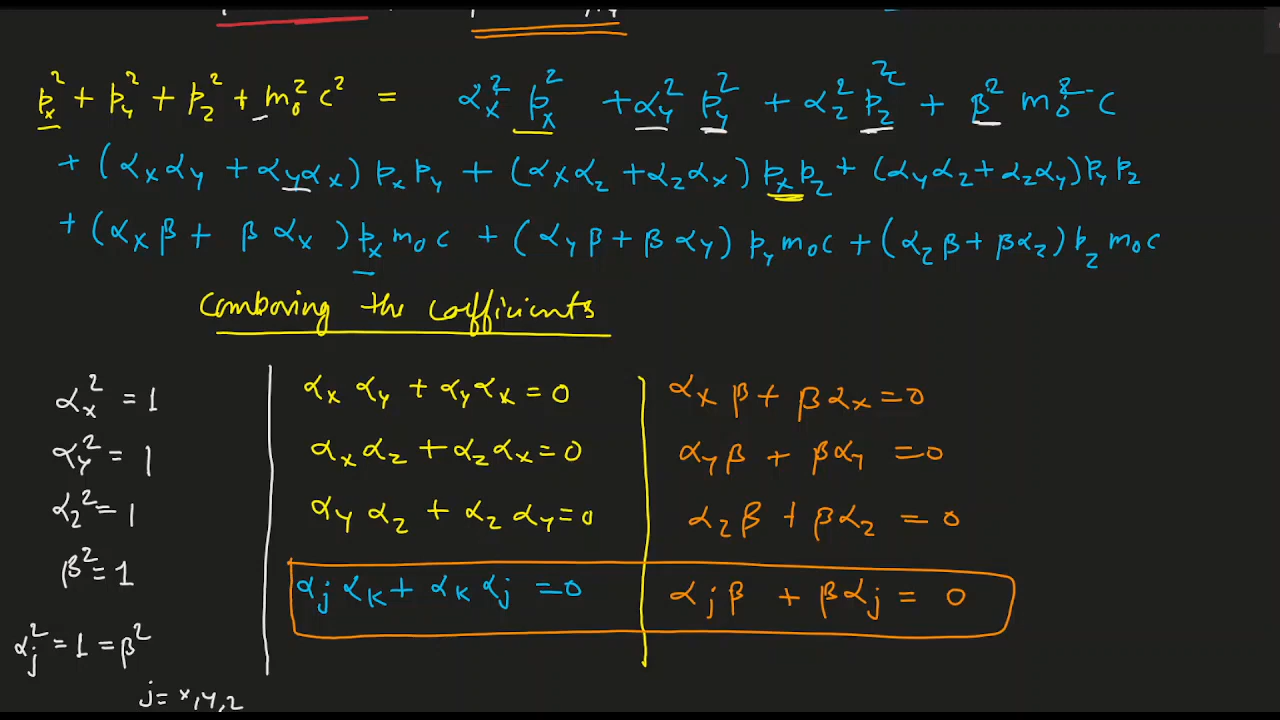 p_x^2 + p_y^2 + p_z^2 + m_0^2 c^2 = α_x^2 p_x^2 + α_y^2 p_y^2 + α_z^2 p_z^2 + β^2 m_0^2 c
+ (α_x α_y + α_y α_x) p_x p_y + (α_x α_z + α_z α_x) p_x p_z + (α_y α_z + α_z α_y) p_y p_z
+ (α_x β + β α_x) p_x m_0 c + (α_y β + β α_y) p_y m_0 c + (α_z β + β α_z) p_z m_0 c
the coefficients
α_x^2 = 1
α_y^2 = 1
α_z^2 = 1
β^2 = 1
α_j^2 = 1 = β^2
j = x, y, z
α_x α_y + α_y α_x = 0
α_x α_z + α_z α_x = 0
α_y α_z + α_z α_y = 0
α_j α_k + α_k α_j = 0
α_x β + β α_x = 0
α_y β + β α_y = 0
α_z β + β α_z = 0
α_j β + β α_j = 0